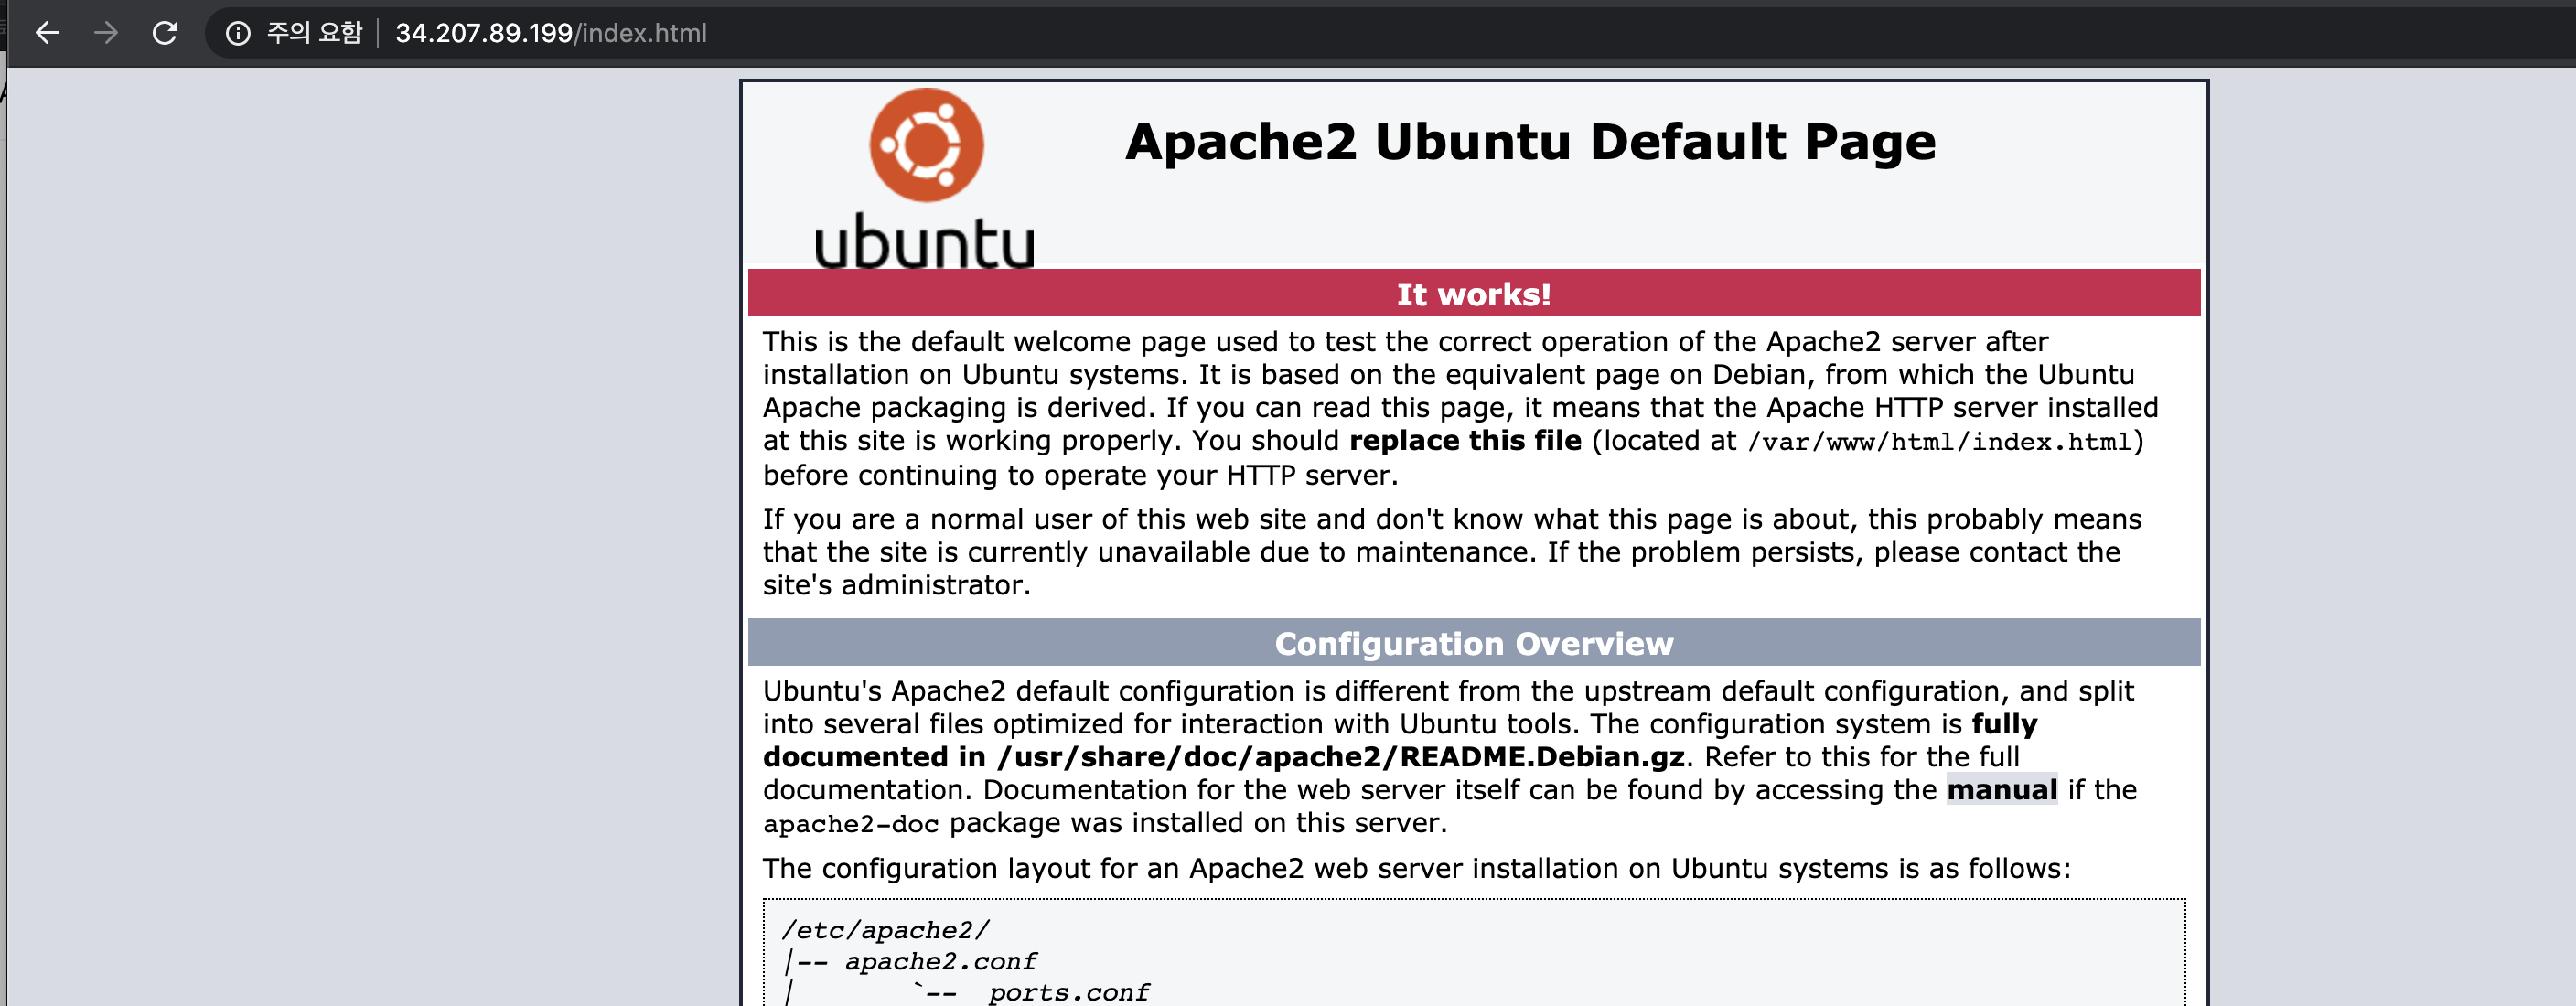 주의 요함 34.207.89.199/index.html
Apache2 Ubuntu Default Page
ubuntu
It works!
This is the default welcome page used to test the correct operation of the Apache2 server after
installation on Ubuntu systems. It is based on the equivalent page on Debian, from which the Ubuntu
Apache packaging is derived. If you can read this page, it means that the Apache HTTP server installed
at this site is working properly. You should replace this file (located at /var/www/html/index.html)
before continuing to operate your HTTP server.
If you are a normal user of this web site and don't know what this page is about, this probably means
that the site is currently unavailable due to maintenance. If the problem persists, please contact the
site's administrator.
Configuration Overview
Ubuntu's Apache2 default configuration is different from the upstream default configuration, and split
into several files optimized for interaction with Ubuntu tools. The configuration system is fully
documented in /usr/share/doc/apache2/README.Debian.gz. Refer to this for the full
documentation. Documentation for the web server itself can be found by accessing the manual if the
apache2-doc package was installed on this server.
The configuration layout for an Apache2 web server installation on Ubuntu systems is as follows:
/etc/apache2/
|-- apache2.conf
|       `--  ports.conf